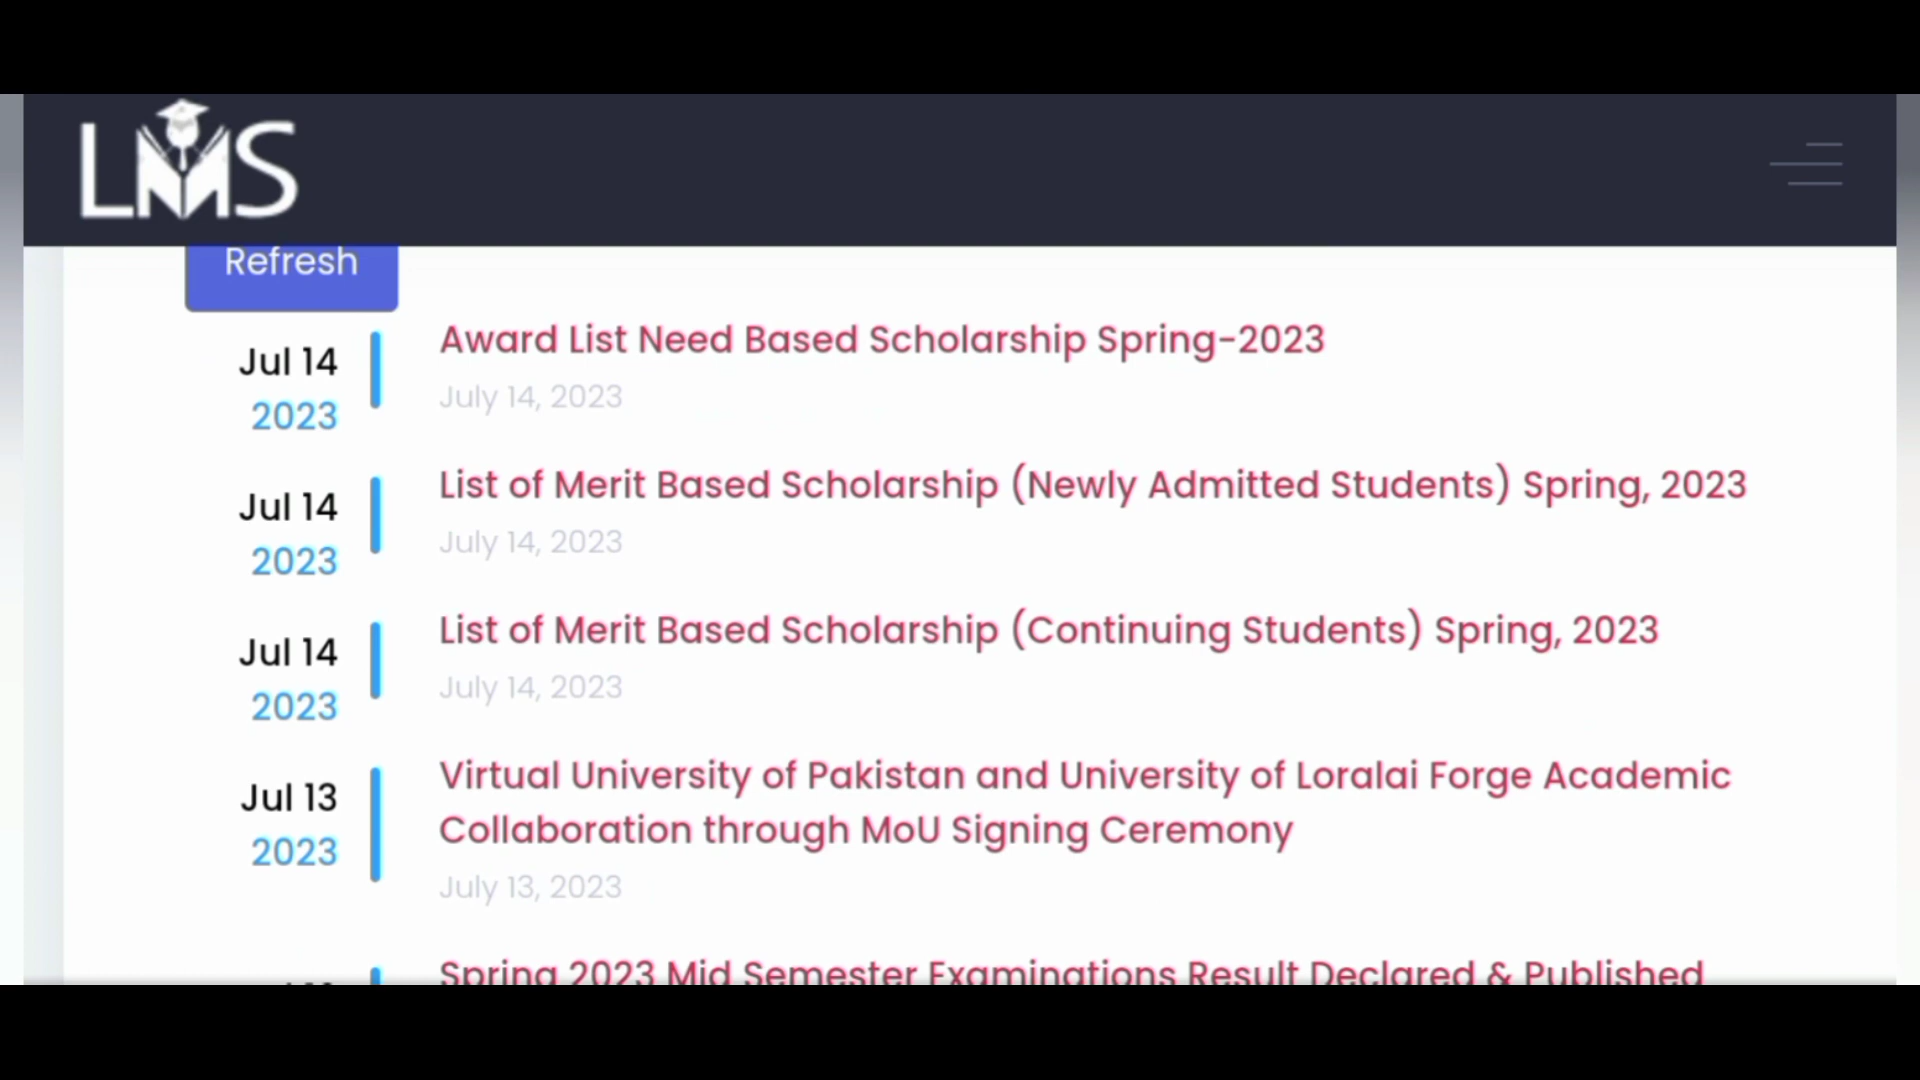 LMS
Refresh
Jul 14
2023
Award List Need Based Scholarship Spring-2023
July 14, 2023
Jul 14
2023
List of Merit Based Scholarship (Newly Admitted Students) Spring, 2023
July 14, 2023
Jul 14
2023
List of Merit Based Scholarship (Continuing Students) Spring, 2023
July 14, 2023
Jul 13
2023
Virtual University of Pakistan and University of Loralai Forge Academic
Collaboration through MoU Signing Ceremony
July 13, 2023
Spring 2023 Mid Semester Examinations Result Declared & Published